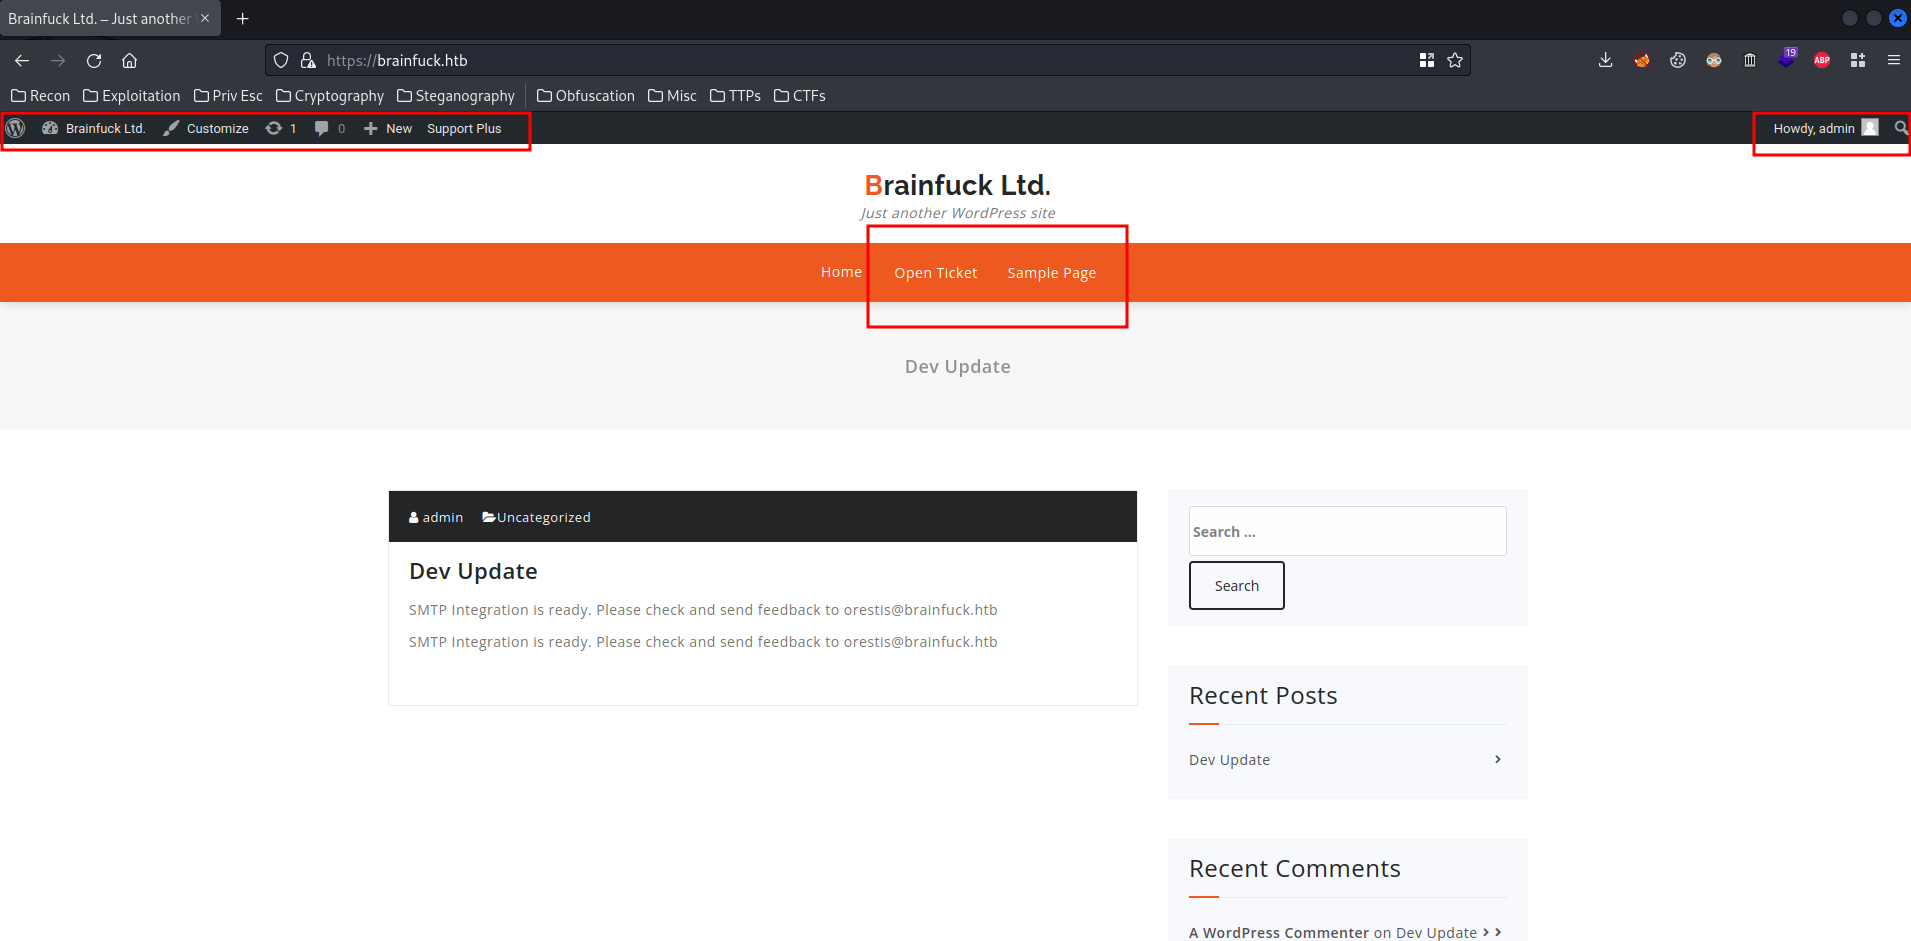 Brainfuck Ltd. – Just another
https://brainfuck.htb
19
ABP
Recon Exploitation Priv Esc Cryptography Steganography Obfuscation Misc TTPs CTFs
Brainfuck Ltd. Customize 1 0 New Support Plus Howdy, admin
Brainfuck Ltd.
Just another WordPress site
Home Open Ticket Sample Page
Dev Update
admin Uncategorized
Dev Update
SMTP Integration is ready. Please check and send feedback to orestis@brainfuck.htb
SMTP Integration is ready. Please check and send feedback to orestis@brainfuck.htb
Search ...
Search
Recent Posts
Dev Update
Recent Comments
A WordPress Commenter on Dev Update